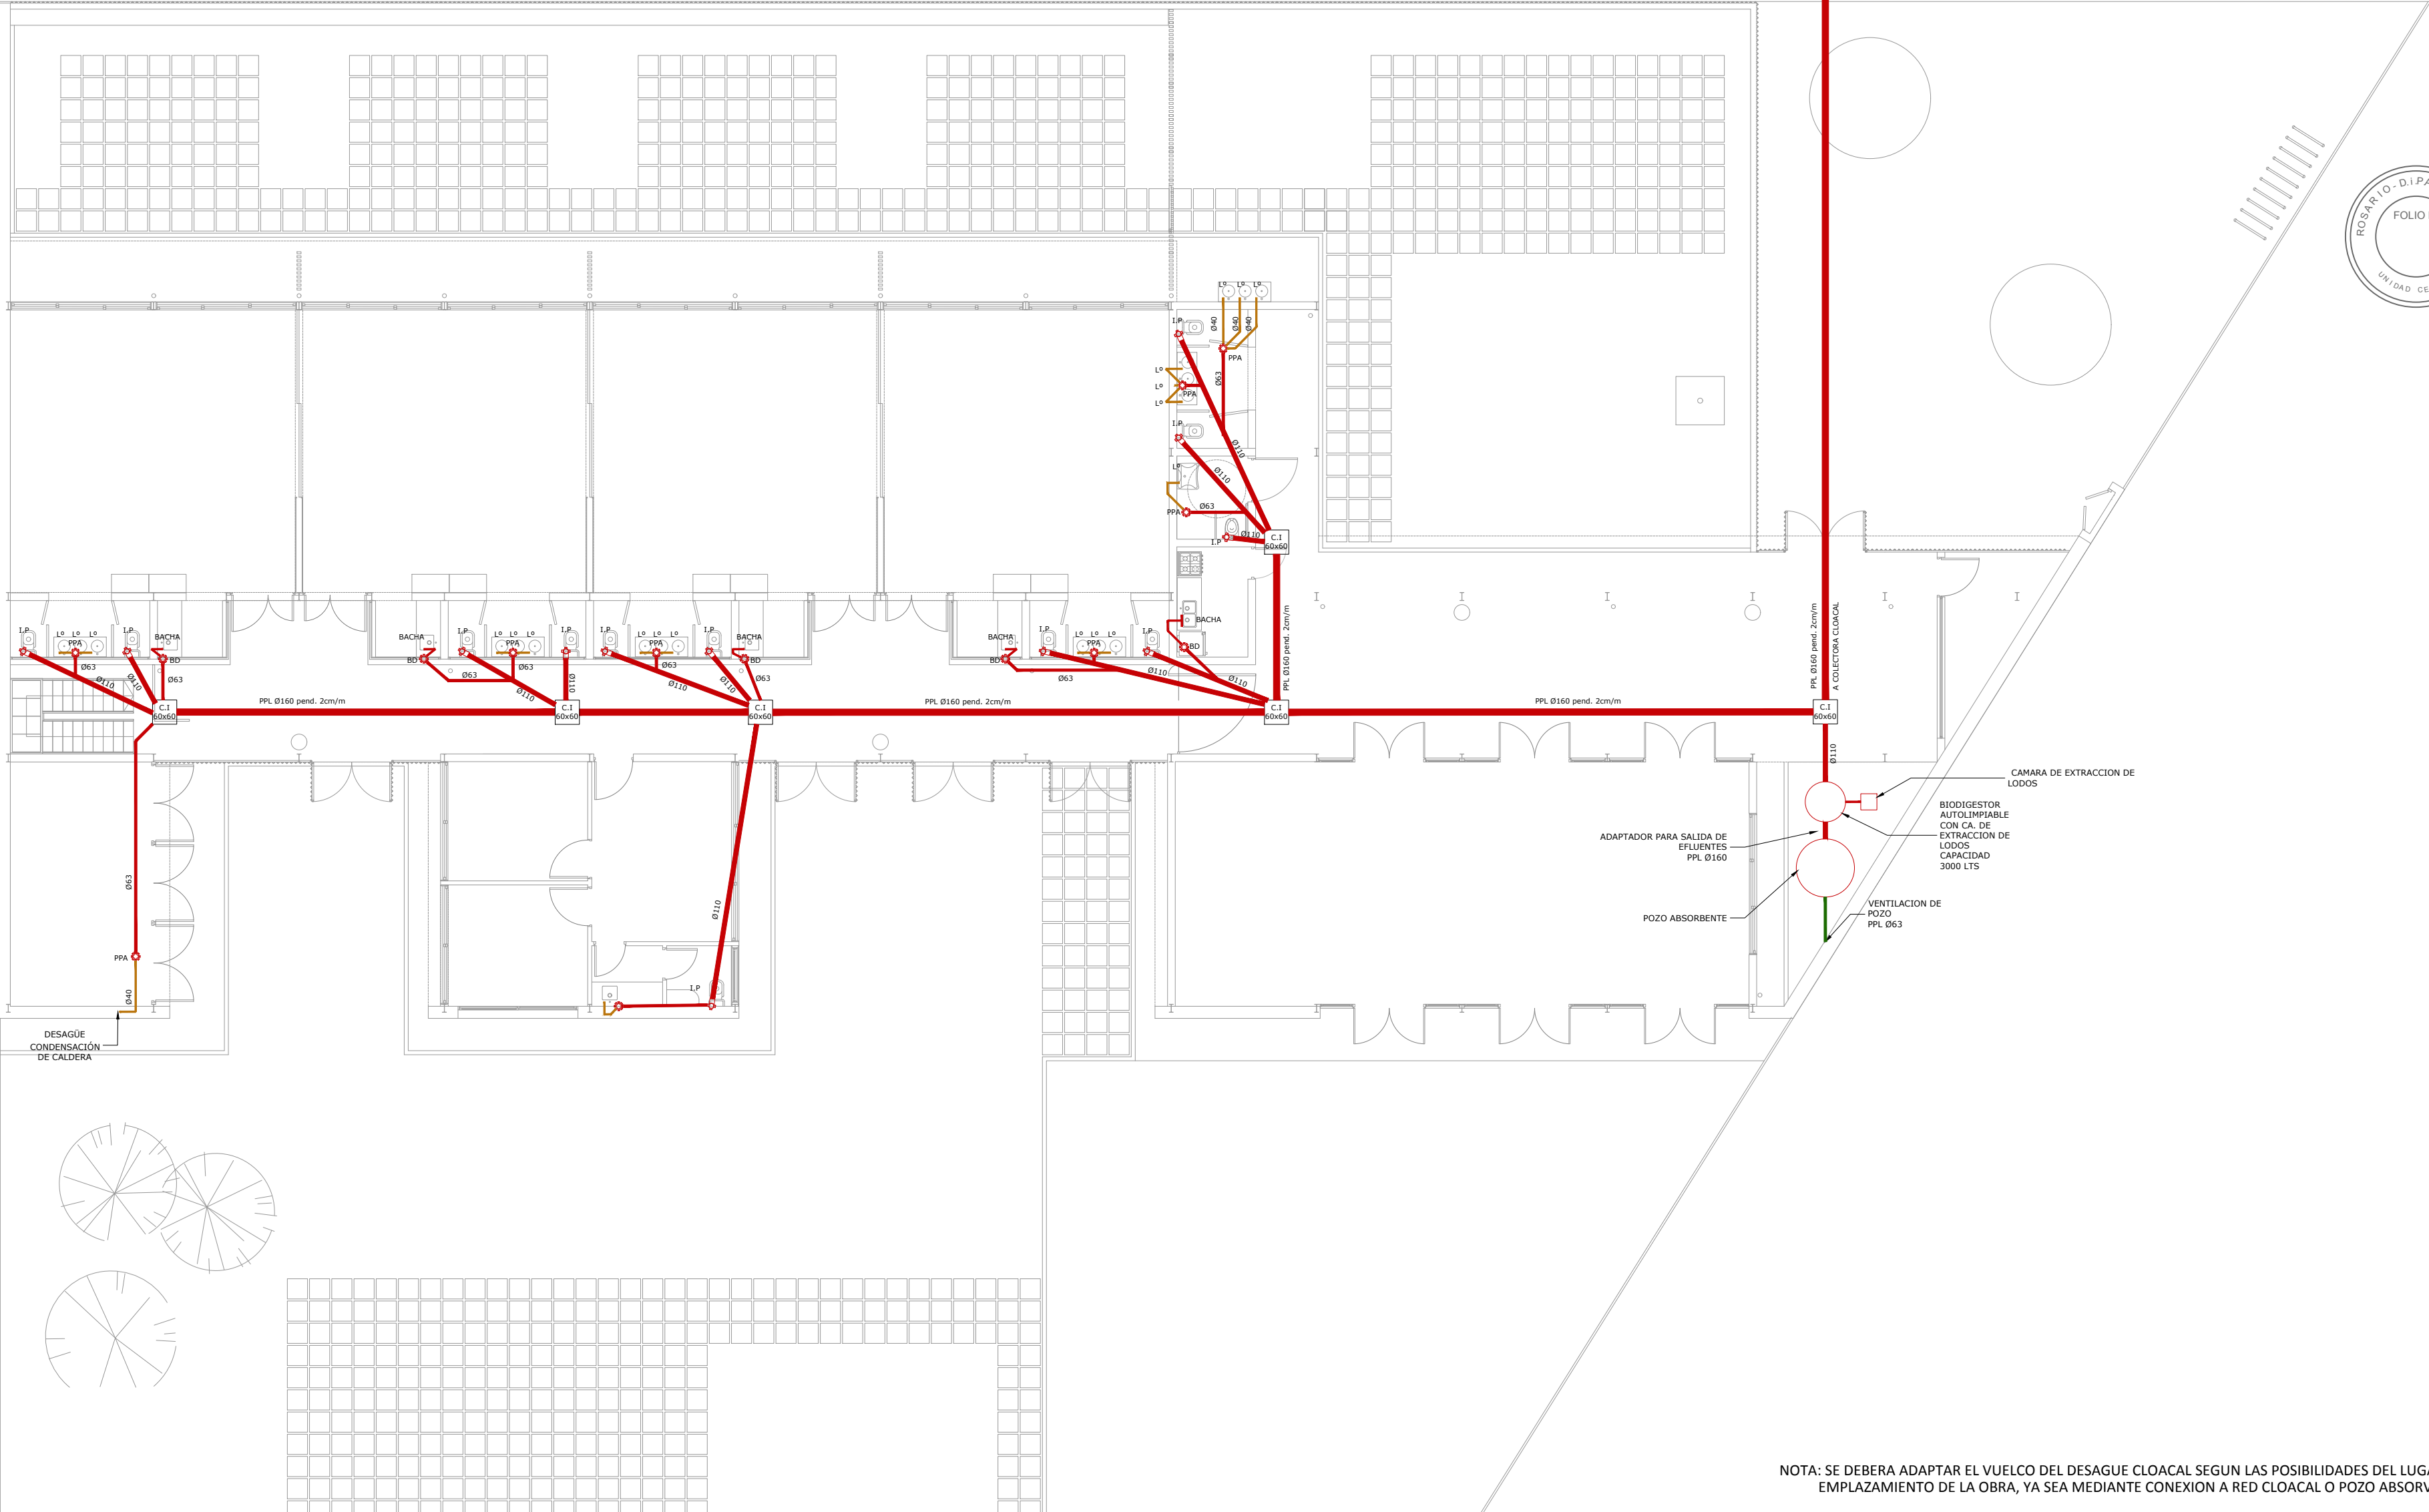 ROSARIO - D.i.PA
FOLIO
UNIDAD GE
Lº
Lº
Lº
I.P
Ø40
Ø40
Ø40
PPA
Lº
Ø63
Lº
PPA
Lº
I.P
Ø110
Lº
Ø110
Ø63
PPA
Ø110
I.P
C.I
60x60
BACHA
BD
PPL Ø160 pend. 2cm/m
PPL Ø160 pend. 2cm/m
A COLECTORA CLOACAL
I.P
Lº
Lº
Lº
PPA
I.P
BACHA
BD
Ø63
Ø110
Ø110
Ø63
C.I
60x60
PPL Ø160 pend. 2cm/m
BACHA
BD
I.P
Lº
Lº
Lº
PPA
I.P
Ø63
Ø63
Ø110
Ø110
C.I
60x60
I.P
Lº
Lº
Lº
PPA
I.P
BACHA
BD
Ø63
Ø110
Ø110
Ø63
C.I
60x60
PPL Ø160 pend. 2cm/m
BACHA
BD
I.P
Lº
Lº
Lº
PPA
I.P
Ø63
Ø110
Ø110
C.I
60x60
PPL Ø160 pend. 2cm/m
C.I
60x60
Ø110
CAMARA DE EXTRACCION DE
LODOS
BIODIGESTOR
AUTOLIMPIABLE
CON CA. DE
EXTRACCION DE
LODOS
CAPACIDAD
3000 LTS
ADAPTADOR PARA SALIDA DE
EFLUENTES
PPL Ø160
POZO ABSORBENTE
VENTILACION DE
POZO
PPL Ø63
Ø63
PPA
Ø40
DESAGÜE
CONDENSACIÓN
DE CALDERA
Ø110
I.P
NOTA: SE DEBERA ADAPTAR EL VUELCO DEL DESAGUE CLOACAL SEGUN LAS POSIBILIDADES DEL LUGA
EMPLAZAMIENTO DE LA OBRA, YA SEA MEDIANTE CONEXION A RED CLOACAL O POZO ABSORV